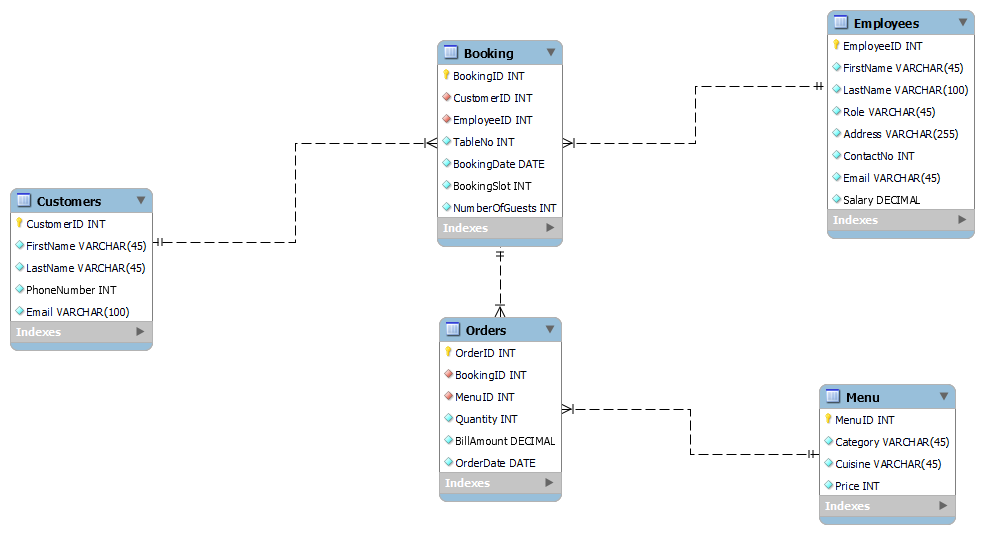 Customers
CustomerID INT
FirstName VARCHAR(45)
LastName VARCHAR(45)
PhoneNumber INT
Email VARCHAR(100)
Indexes
Booking
BookingID INT
CustomerID INT
EmployeeID INT
TableNo INT
BookingDate DATE
BookingSlot INT
NumberOfGuests INT
Indexes
Employees
EmployeeID INT
FirstName VARCHAR(45)
LastName VARCHAR(100)
Role VARCHAR(45)
Address VARCHAR(255)
ContactNo INT
Email VARCHAR(45)
Salary DECIMAL
Indexes
Orders
OrderID INT
BookingID INT
MenuID INT
Quantity INT
BillAmount DECIMAL
OrderDate DATE
Indexes
Menu
MenuID INT
Category VARCHAR(45)
Cuisine VARCHAR(45)
Price INT
Indexes